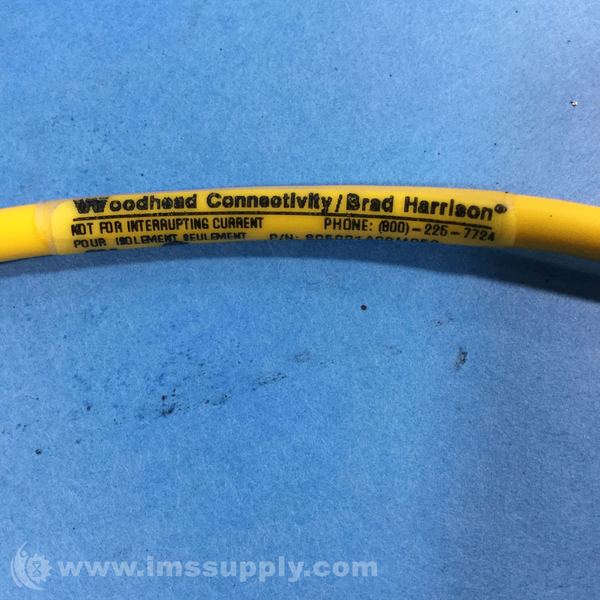 Woodhead Connectivity/Brad Harrison®
NOT FOR INTERRUPTING CURRENT PHONE: (800)-225-7724
POUR ISOLEMENT SEULEMENT P/N:
www.imssupply.com